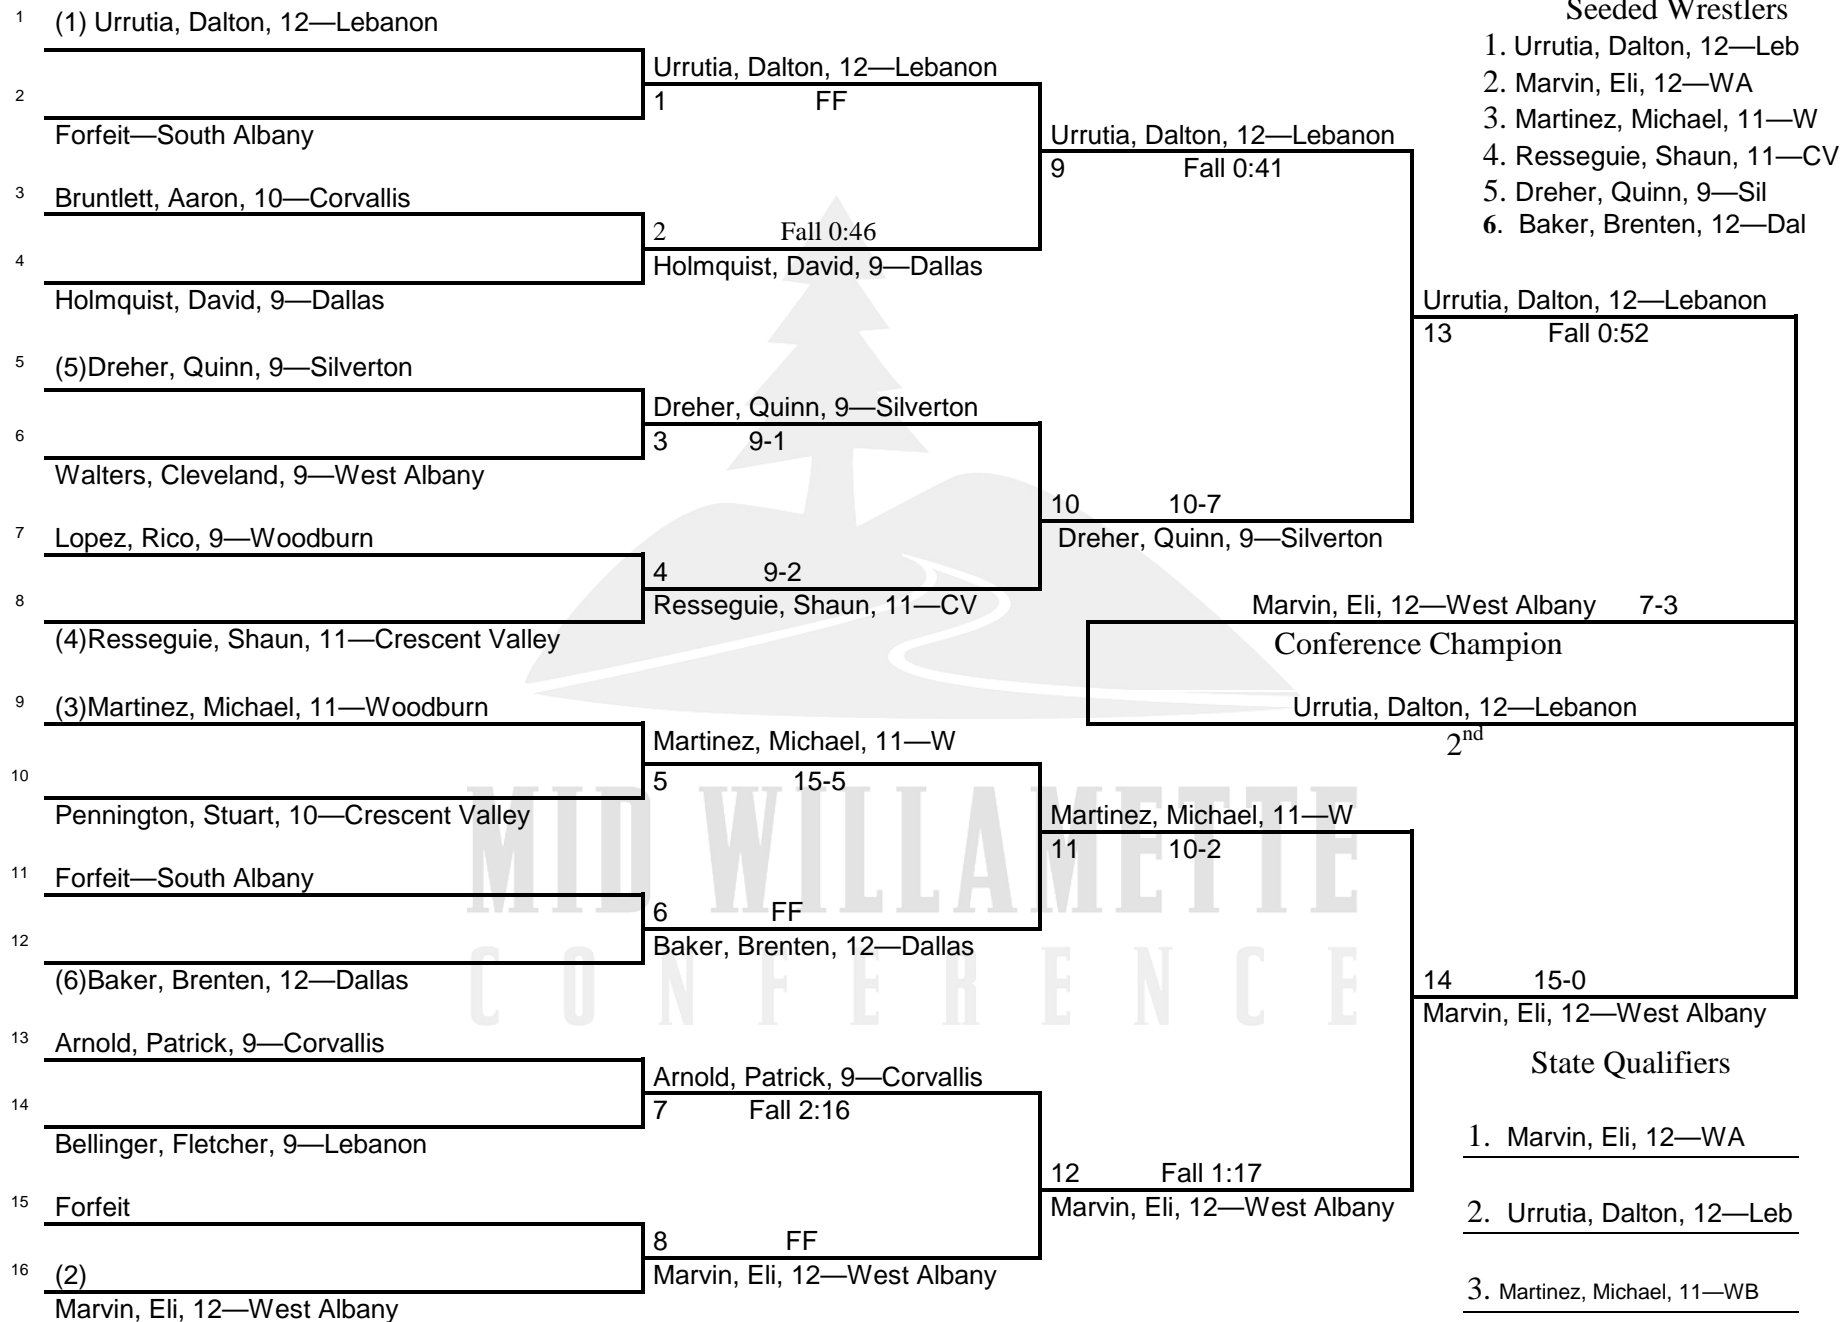 1 (1) Urrutia, Dalton, 12—Lebanon
2
Forfeit—South Albany
3 Bruntlett, Aaron, 10—Corvallis
4
Holmquist, David, 9—Dallas
5 (5)Dreher, Quinn, 9—Silverton
6
Walters, Cleveland, 9—West Albany
7 Lopez, Rico, 9—Woodburn
8
(4)Resseguie, Shaun, 11—Crescent Valley
9 (3)Martinez, Michael, 11—Woodburn
10
Pennington, Stuart, 10—Crescent Valley
11 Forfeit—South Albany
12
(6)Baker, Brenten, 12—Dallas
13 Arnold, Patrick, 9—Corvallis
14
Bellinger, Fletcher, 9—Lebanon
15 Forfeit
16 (2)
Marvin, Eli, 12—West Albany
Urrutia, Dalton, 12—Lebanon
1 FF
2 Fall 0:46
Holmquist, David, 9—Dallas
Dreher, Quinn, 9—Silverton
3 9-1
4 9-2
Resseguie, Shaun, 11—CV
Martinez, Michael, 11—W
5 15-5
6 FF
Baker, Brenten, 12—Dallas
Arnold, Patrick, 9—Corvallis
7 Fall 2:16
8 FF
Marvin, Eli, 12—West Albany
Urrutia, Dalton, 12—Lebanon
9 Fall 0:41
10 10-7
Dreher, Quinn, 9—Silverton
Martinez, Michael, 11—W
11 10-2
12 Fall 1:17
Marvin, Eli, 12—West Albany
Urrutia, Dalton, 12—Lebanon
13 Fall 0:52
14 15-0
Marvin, Eli, 12—West Albany
Marvin, Eli, 12—West Albany 7-3
Conference Champion
Urrutia, Dalton, 12—Lebanon
2nd
Seeded Wrestlers
1. Urrutia, Dalton, 12—Leb
2. Marvin, Eli, 12—WA
3. Martinez, Michael, 11—W
4. Resseguie, Shaun, 11—CV
5. Dreher, Quinn, 9—Sil
6. Baker, Brenten, 12—Dal
State Qualifiers
1. Marvin, Eli, 12—WA
2. Urrutia, Dalton, 12—Leb
3. Martinez, Michael, 11—WB
MID WILLAMETTE
CONFERENCE